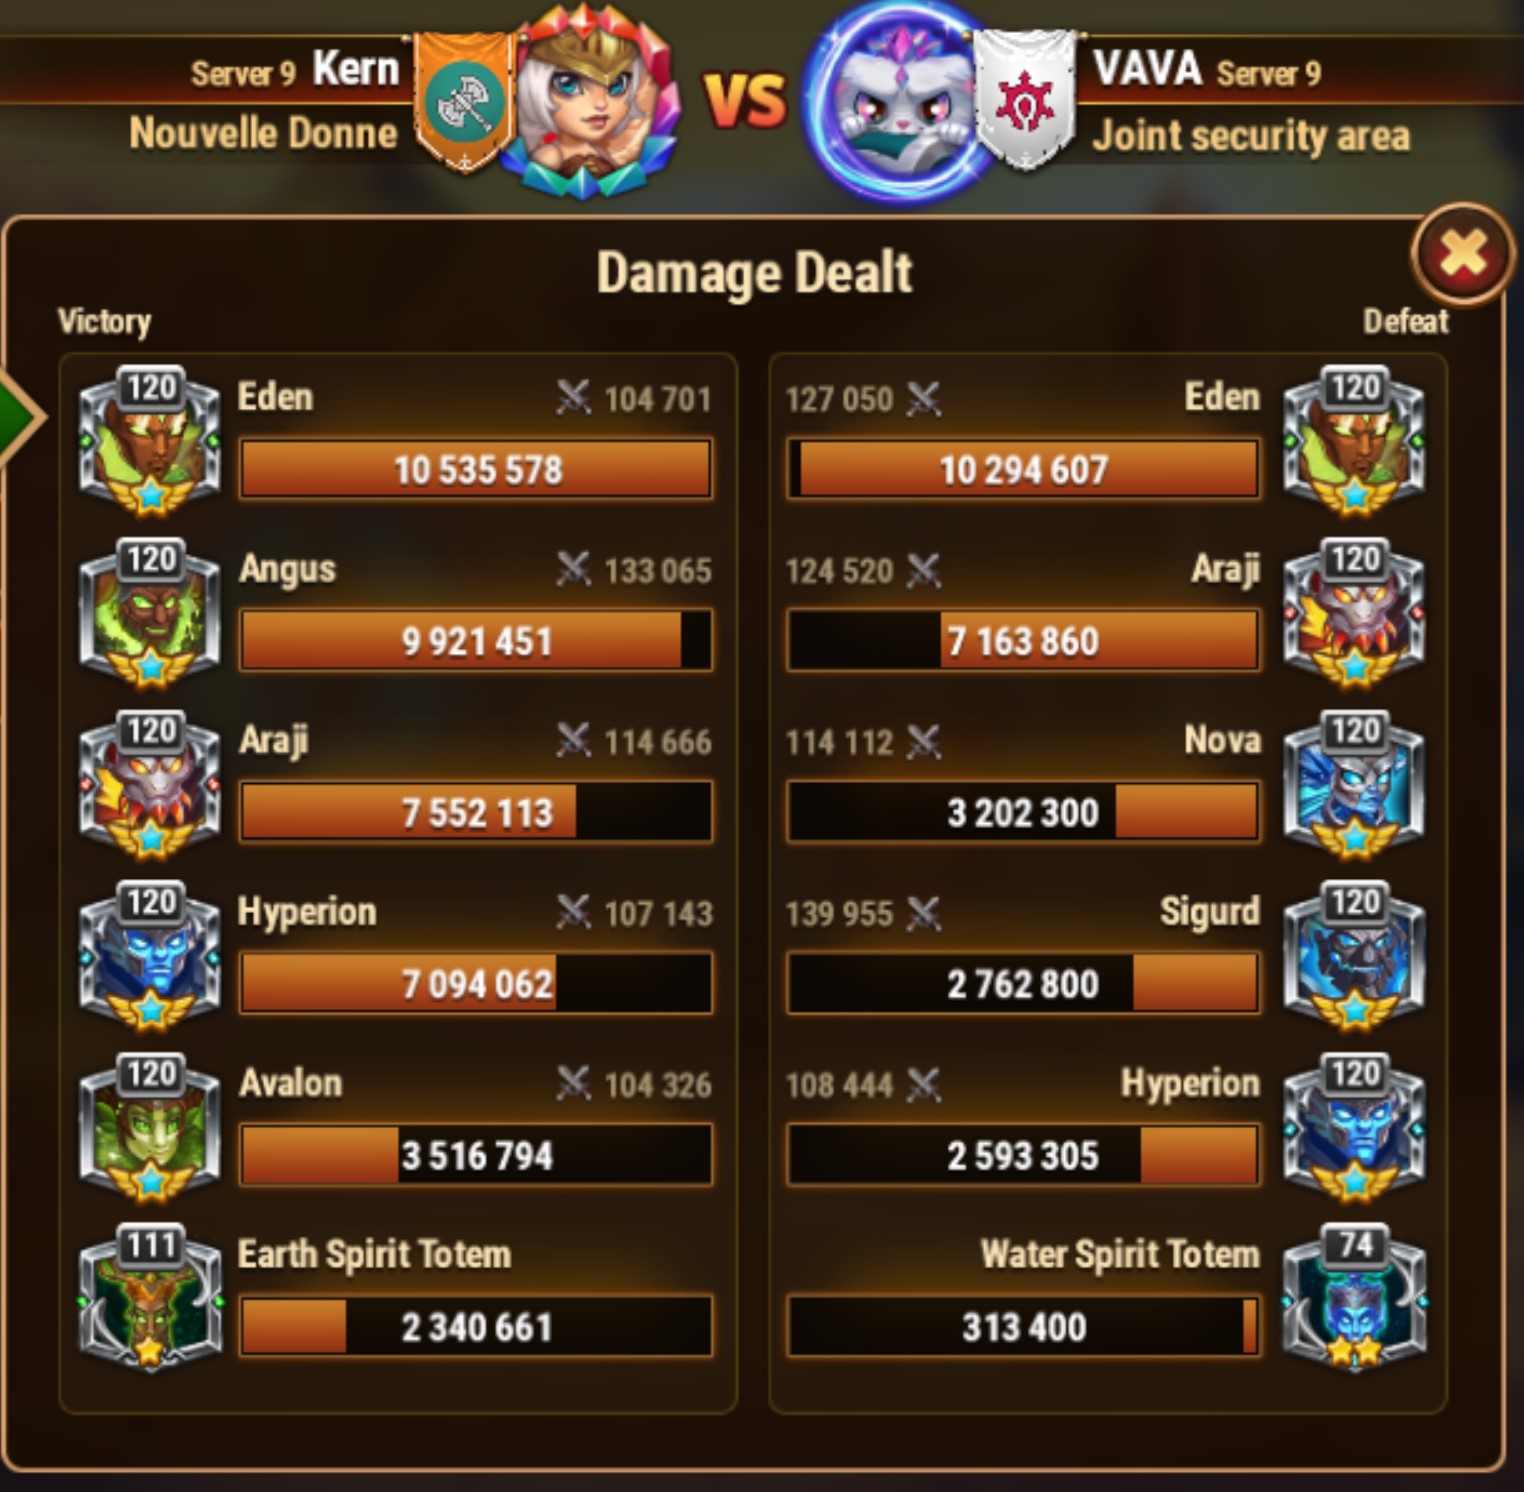 Server 9 Kern
Nouvelle Donne
VS
VAVA Server 9
Joint security area
Damage Dealt
Victory
Defeat
120 Eden 104 701
10 535 578
120 Angus 133 065
9 921 451
120 Araji 114 666
7 552 113
120 Hyperion 107 143
7 094 062
120 Avalon 104 326
3 516 794
111 Earth Spirit Totem
2 340 661
127 050 Eden 120
10 294 607
124 520 Araji 120
7 163 860
114 112 Nova 120
3 202 300
139 955 Sigurd 120
2 762 800
108 444 Hyperion 120
2 593 305
Water Spirit Totem 74
313 400